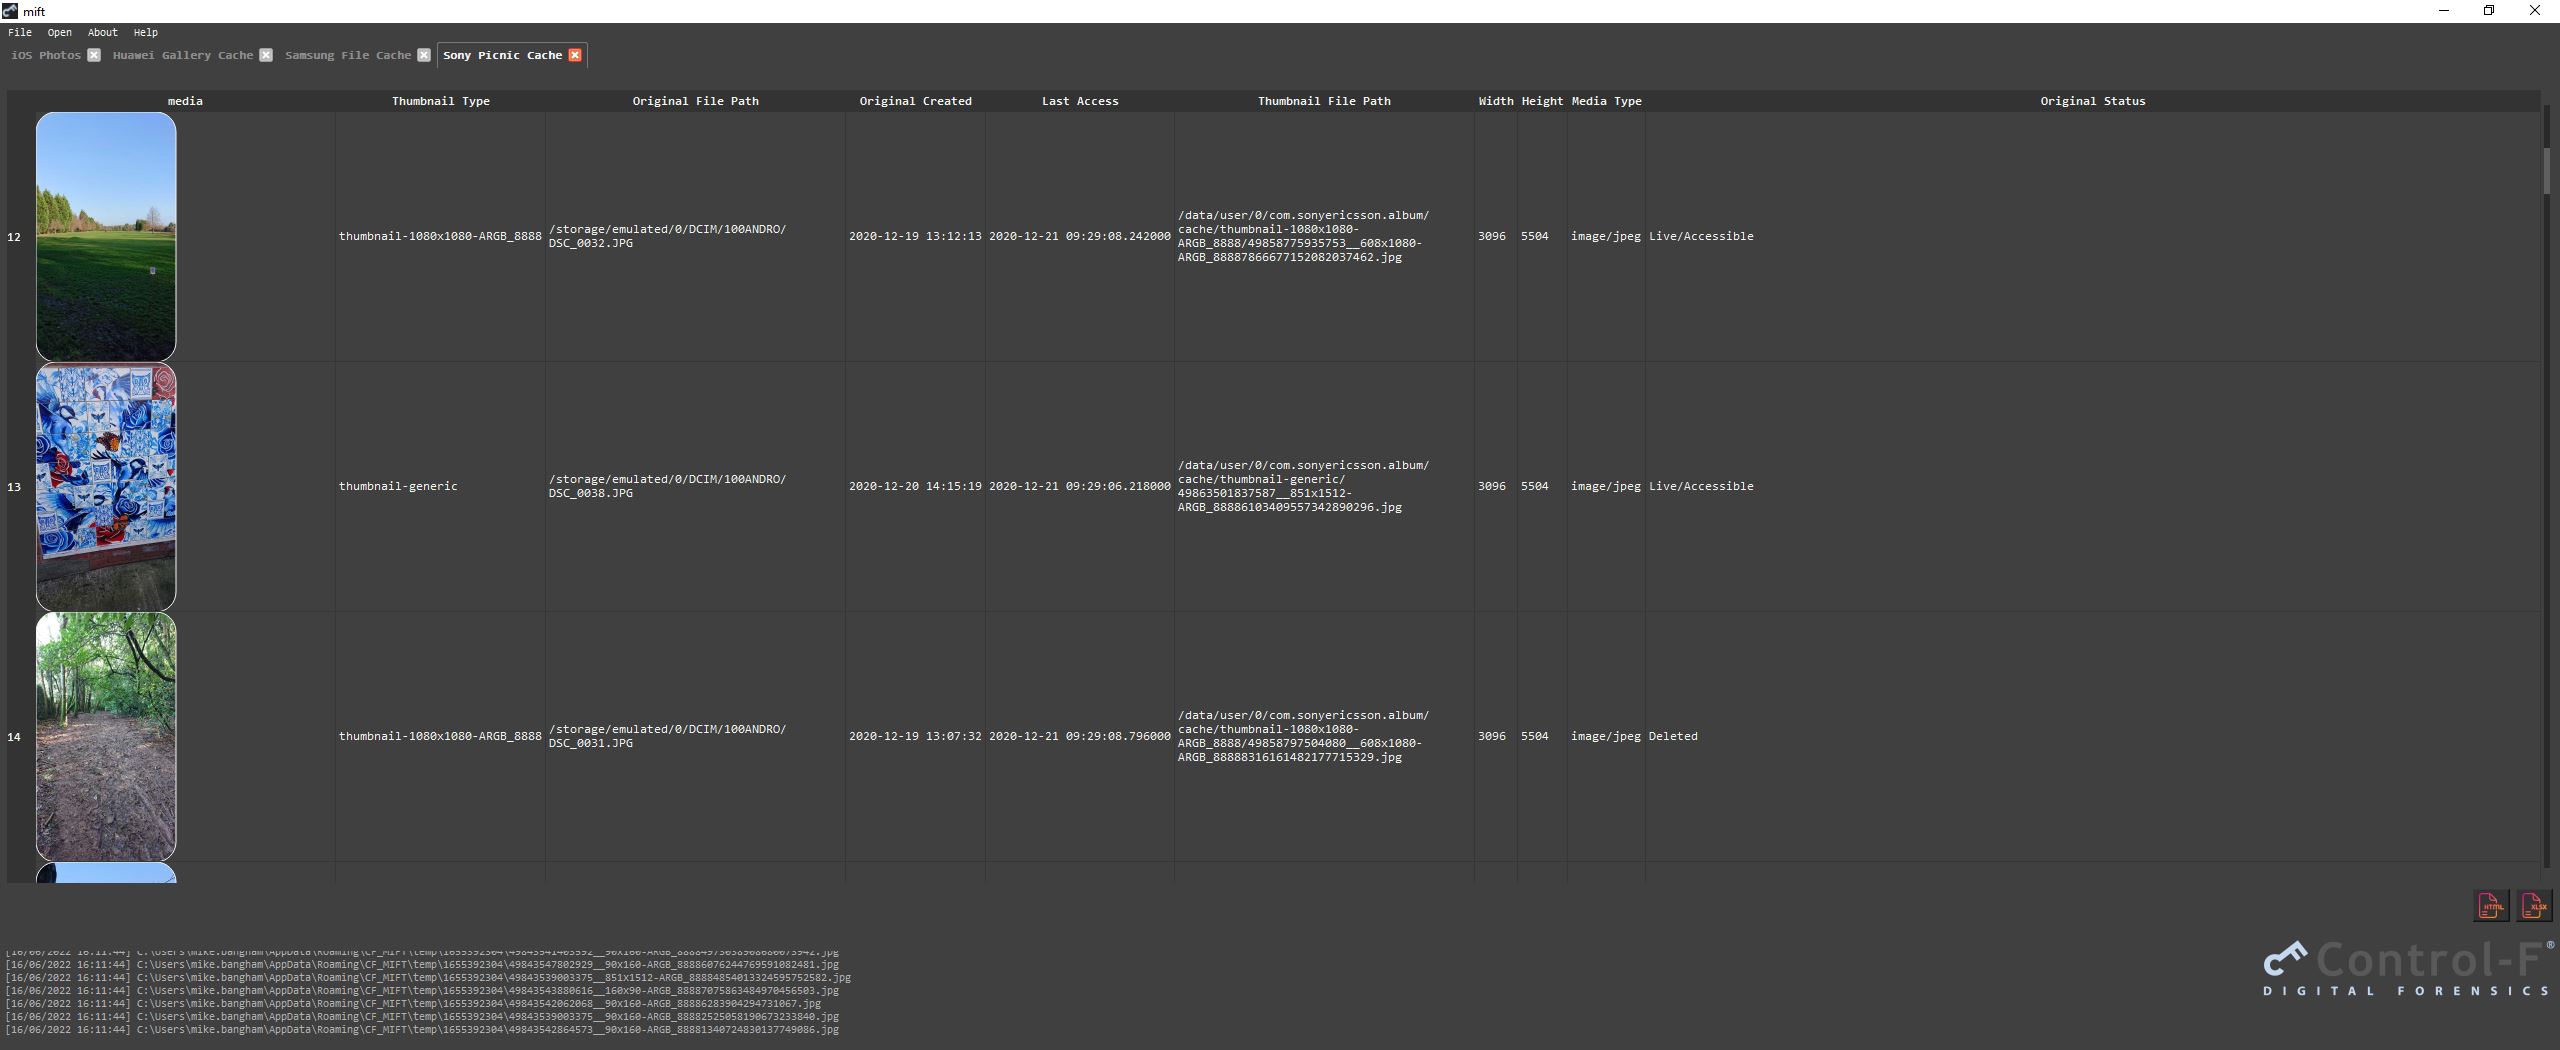 mift
File Open About Help
iOS Photos Huawei Gallery Cache Samsung File Cache Sony Picnic Cache
media Thumbnail Type Original File Path Original Created Last Access Thumbnail File Path Width Height Media Type Original Status
12
thumbnail-1080x1080-ARGB_8888
/storage/emulated/0/DCIM/100ANDRO/
DSC_0032.JPG
2020-12-19 13:12:13
2020-12-21 09:29:08.242000
/data/user/0/com.sonyericsson.album/
cache/thumbnail-1080x1080-
ARGB_8888/49858775935753__608x1080-
ARGB_88887866677152082037462.jpg
3096
5504
image/jpeg
Live/Accessible
13
thumbnail-generic
/storage/emulated/0/DCIM/100ANDRO/
DSC_0038.JPG
2020-12-20 14:15:19
2020-12-21 09:29:06.218000
/data/user/0/com.sonyericsson.album/
cache/thumbnail-generic/
49863501837587__851x1512-
ARGB_88886103409557342890296.jpg
3096
5504
image/jpeg
Live/Accessible
14
thumbnail-1080x1080-ARGB_8888
/storage/emulated/0/DCIM/100ANDRO/
DSC_0031.JPG
2020-12-19 13:07:32
2020-12-21 09:29:08.796000
/data/user/0/com.sonyericsson.album/
cache/thumbnail-1080x1080-
ARGB_8888/49858797504080__608x1080-
ARGB_88888316161482177715329.jpg
3096
5504
image/jpeg
Deleted
HTML XLSX
[16/06/2022 16:11:44]
[16/06/2022 16:11:44] C:\Users\mike.bangham\AppData\Roaming\CF_MIFT\temp\1655392304\49843547802929__90x160-ARGB_88886076244769591082481.jpg
[16/06/2022 16:11:44] C:\Users\mike.bangham\AppData\Roaming\CF_MIFT\temp\1655392304\49843539003375__851x1512-ARGB_88884854013324595752582.jpg
[16/06/2022 16:11:44] C:\Users\mike.bangham\AppData\Roaming\CF_MIFT\temp\1655392304\49843543880616__160x90-ARGB_88887075863484970456503.jpg
[16/06/2022 16:11:44] C:\Users\mike.bangham\AppData\Roaming\CF_MIFT\temp\1655392304\49843542062068__90x160-ARGB_8888628390429473​1067.jpg
[16/06/2022 16:11:44] C:\Users\mike.bangham\AppData\Roaming\CF_MIFT\temp\1655392304\49843539003375__90x160-ARGB_88882525058190673233840.jpg
[16/06/2022 16:11:44] C:\Users\mike.bangham\AppData\Roaming\CF_MIFT\temp\1655392304\49843542864573__90x160-ARGB_88881340724830137749086.jpg
Control-F®
DIGITAL FORENSICS